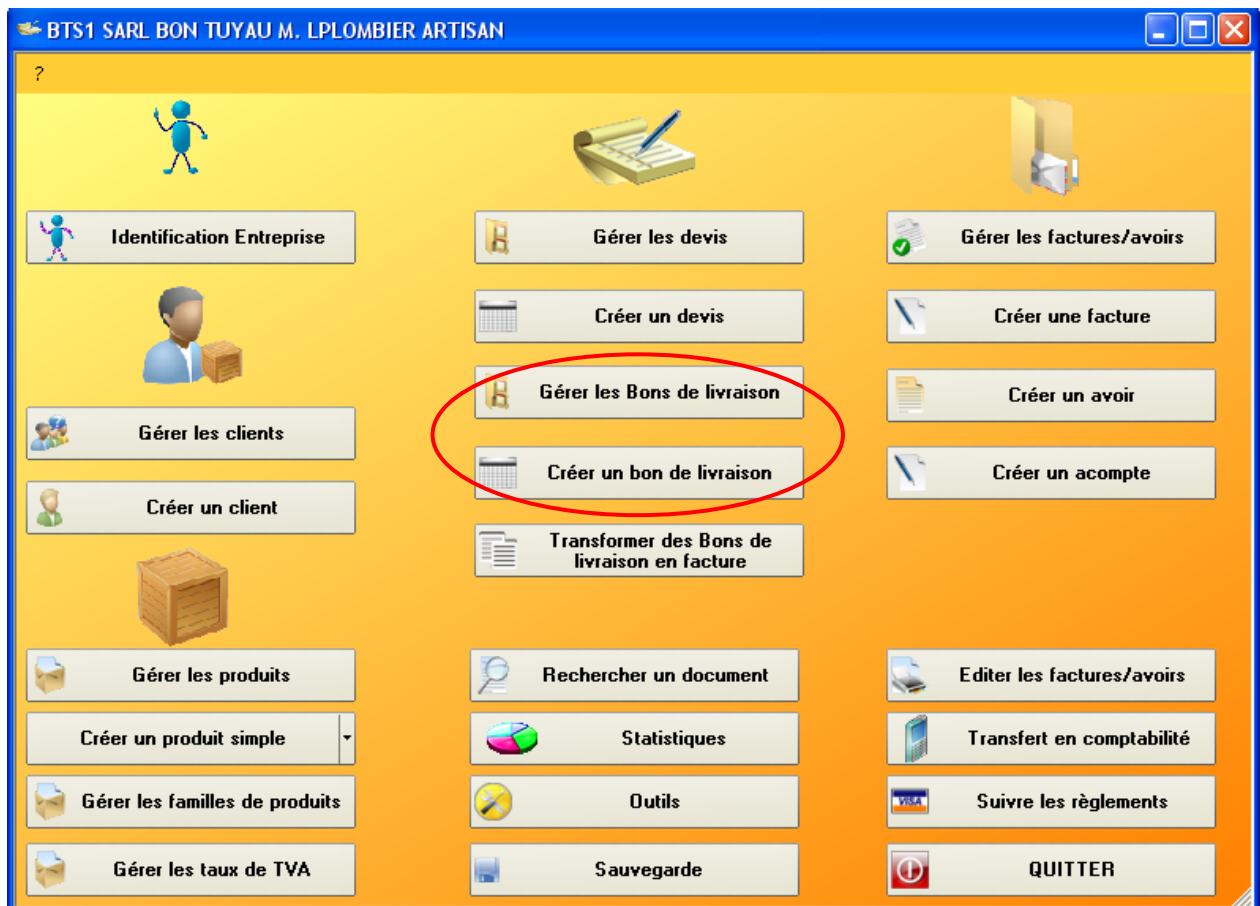 BTS1 SARL BON TUYAU M. LPLOMBIER ARTISAN
?
Identification Entreprise
Gérer les clients
Créer un client
Gérer les produits
Créer un produit simple
Gérer les familles de produits
Gérer les taux de TVA
Gérer les devis
Créer un devis
Gérer les Bons de livraison
Créer un bon de livraison
Transformer des Bons de
livraison en facture
Rechercher un document
Statistiques
Outils
Sauvegarde
Gérer les factures/avoirs
Créer une facture
Créer un avoir
Créer un acompte
Editer les factures/avoirs
Transfert en comptabilité
VISA
Suivre les règlements
QUITTER